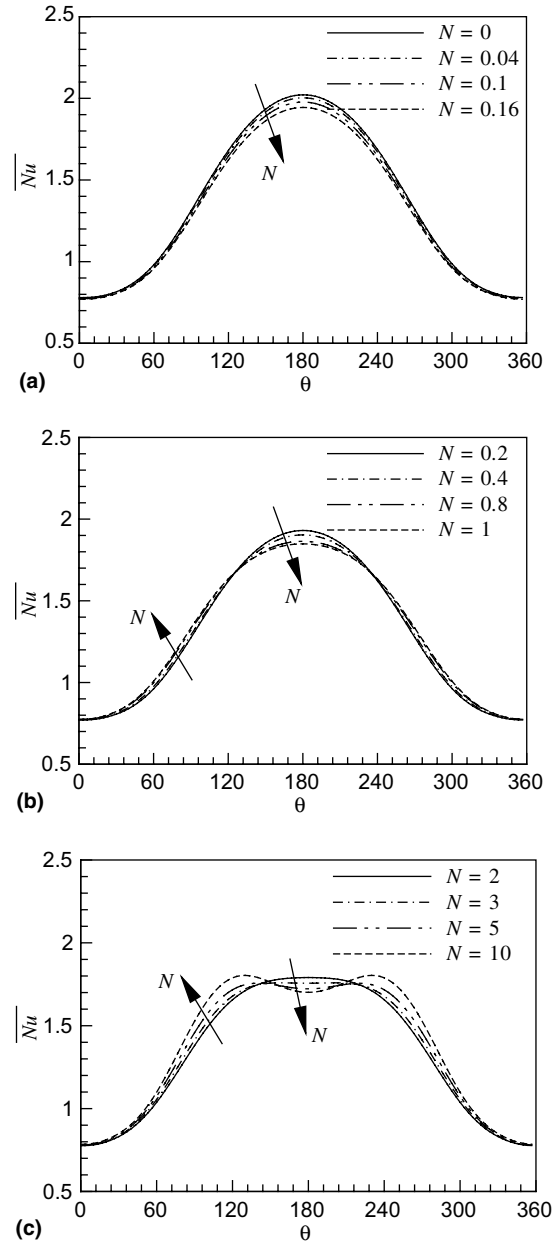 2.5
N = 0
N = 0.04
N = 0.1
N = 0.16
2
N
Nu
1.5
1
0.5
0 60 120 180 240 300 360
(a)
θ
2.5
N = 0.2
N = 0.4
N = 0.8
N = 1
2
N
N
Nu
1.5
1
0.5
0 60 120 180 240 300 360
(b)
θ
2.5
N = 2
N = 3
N = 5
N = 10
2
N
N
Nu
1.5
1
0.5
0 60 120 180 240 300 360
(c)
θ